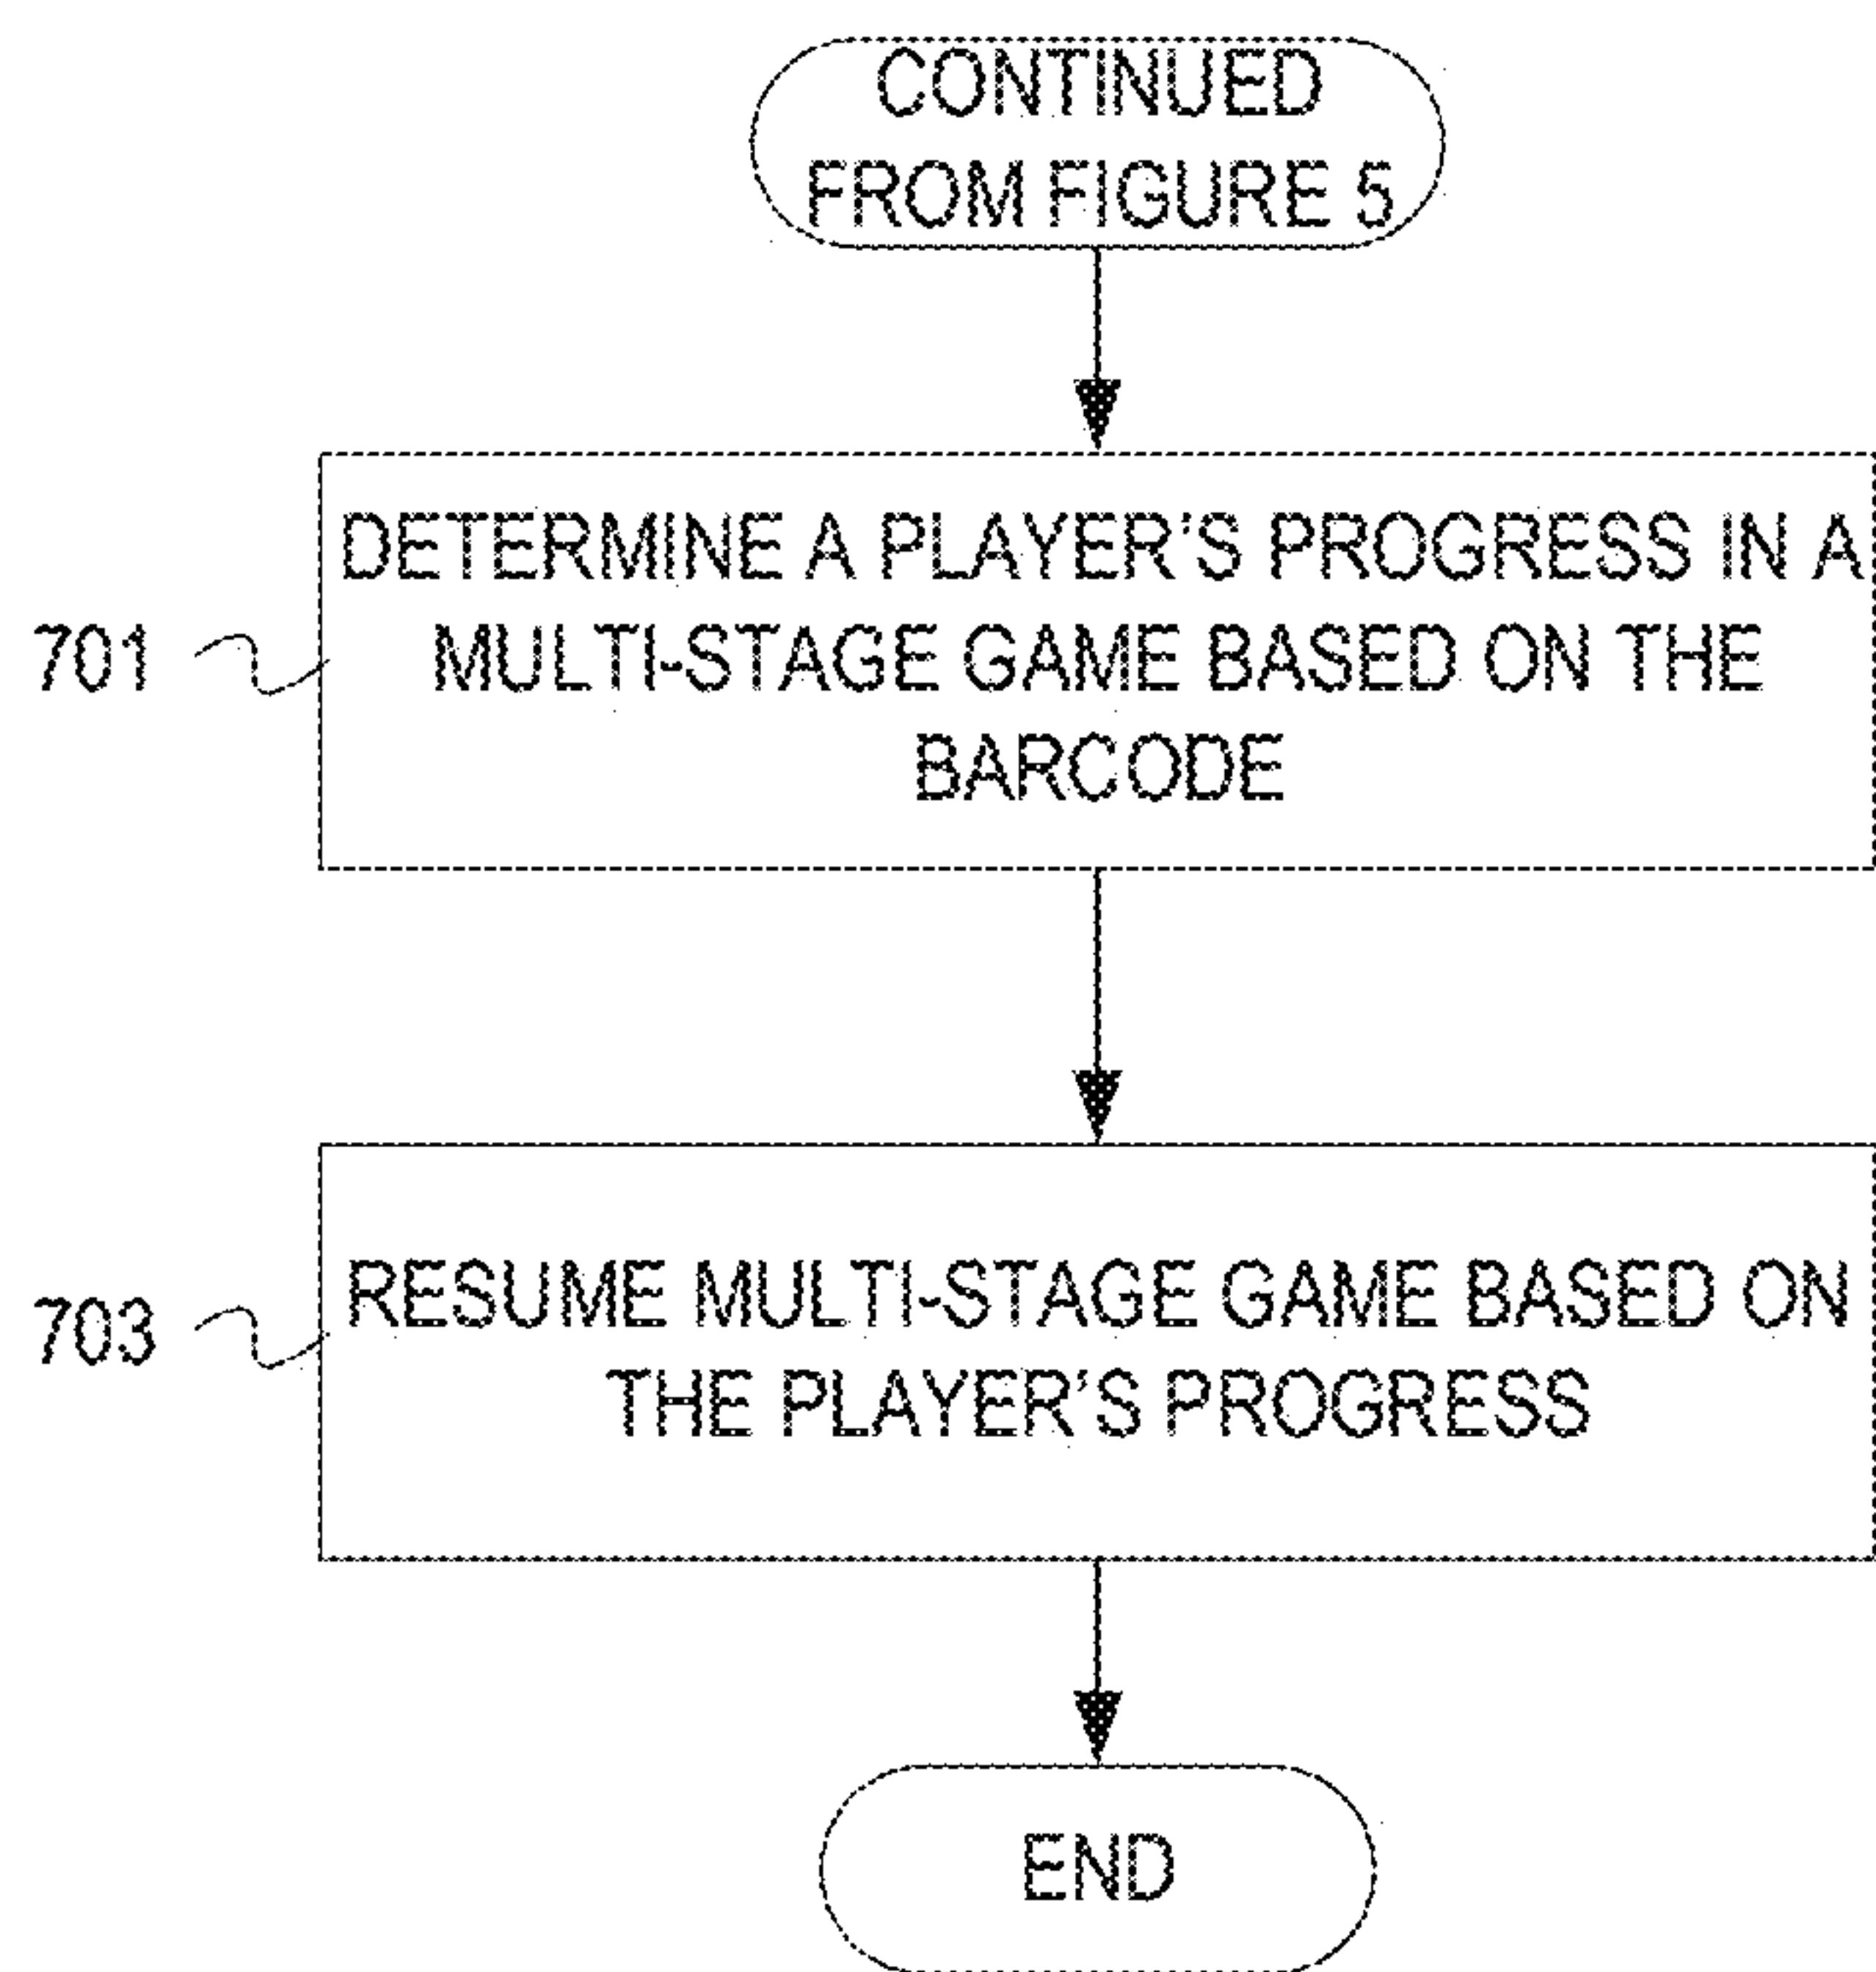 CONTINUED
FROM FIGURE 5
DETERMINE A PLAYER'S PROGRESS IN A
701
MULTI-STAGE GAME BASED ON THE
BARCODE
RESUME MULTI-STAGE GAME BASED ON
703
THE PLAYER'S PROGRESS
END